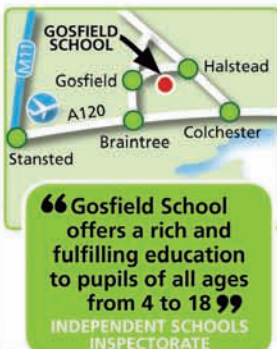 GOSFIELD
SCHOOL
M11
Gosfield
Halstead
A120
Stansted
Braintree
Colchester
“Gosfield School
offers a rich and
fulfilling education
to pupils of all ages
from 4 to 18”
INDEPENDENT SCHOOLS
INSPECTORATE